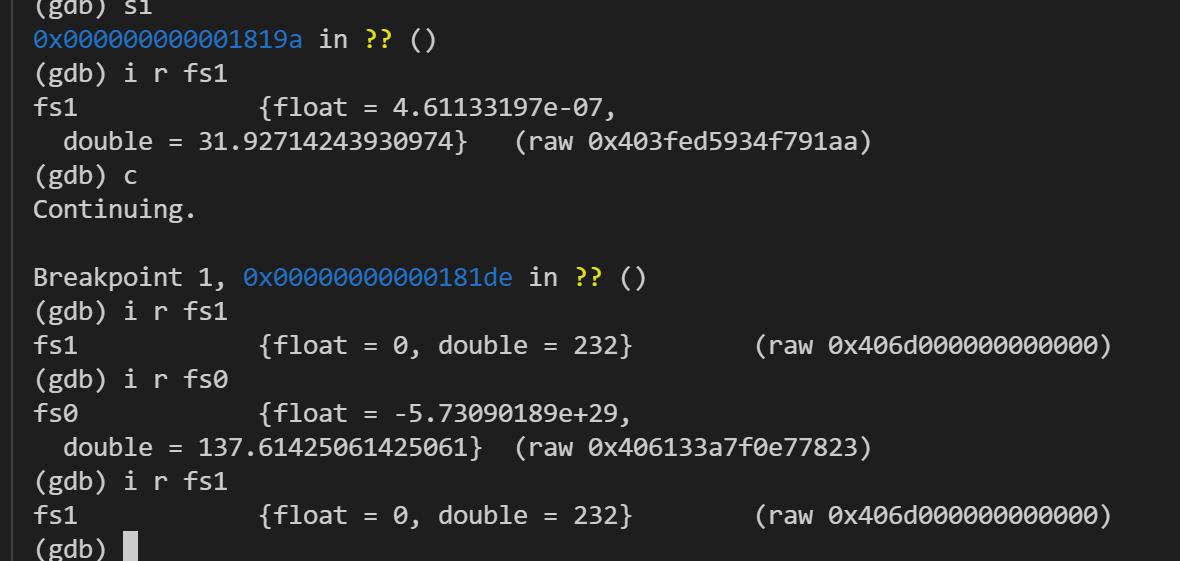 (gdb) si
0x000000000001819a in ?? ()
(gdb) i r fs1
fs1            {float = 4.61133197e-07,
  double = 31.92714243930974}   (raw 0x403fed5934f791aa)
(gdb) c
Continuing.

Breakpoint 1, 0x00000000000181de in ?? ()
(gdb) i r fs1
fs1            {float = 0, double = 232}        (raw 0x406d000000000000)
(gdb) i r fs0
fs0            {float = -5.73090189e+29,
  double = 137.61425061425061}  (raw 0x406133a7f0e77823)
(gdb) i r fs1
fs1            {float = 0, double = 232}        (raw 0x406d000000000000)
(gdb)